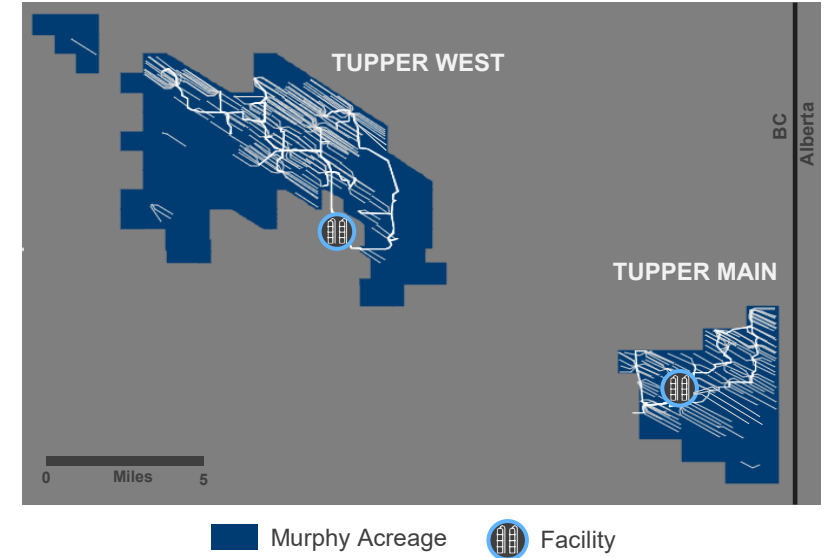 TUPPER WEST
BC
Alberta
TUPPER MAIN
0 Miles 5
Murphy Acreage
Facility